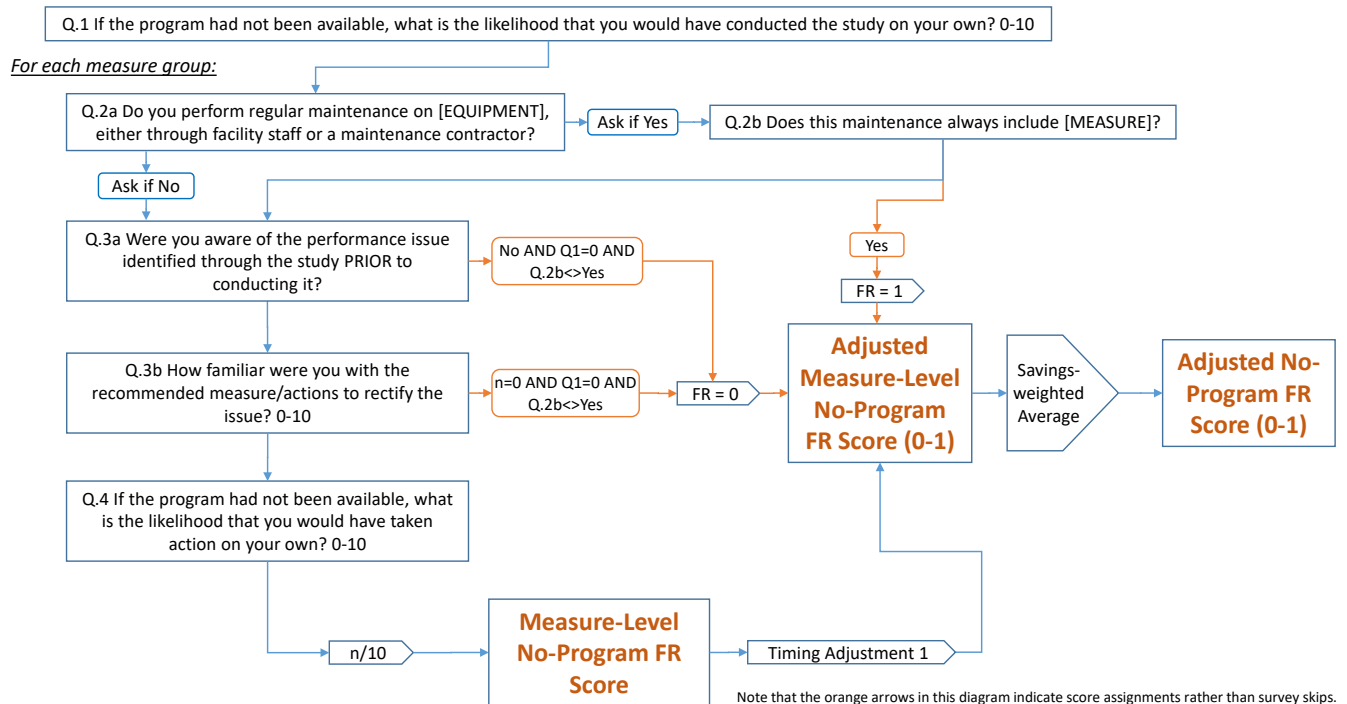 Q.1 If the program had not been available, what is the likelihood that you would have conducted the study on your own? 0-10
For each measure group:
Q.2a Do you perform regular maintenance on [EQUIPMENT],
either through facility staff or a maintenance contractor?
Ask if Yes
Q.2b Does this maintenance always include [MEASURE]?
Ask if No
Q.3a Were you aware of the performance issue
identified through the study PRIOR to
conducting it?
No AND Q1=0 AND
Q.2b<>Yes
Yes
FR = 1
Q.3b How familiar were you with the
recommended measure/actions to rectify the
issue? 0-10
n=0 AND Q1=0 AND
Q.2b<>Yes
FR = 0
Adjusted
Measure-Level
No-Program
FR Score (0-1)
Savings-
weighted
Average
Adjusted No-
Program FR
Score (0-1)
Q.4 If the program had not been available, what
is the likelihood that you would have taken
action on your own? 0-10
n/10
Measure-Level
No-Program FR
Score
Timing Adjustment 1
Note that the orange arrows in this diagram indicate score assignments rather than survey skips.